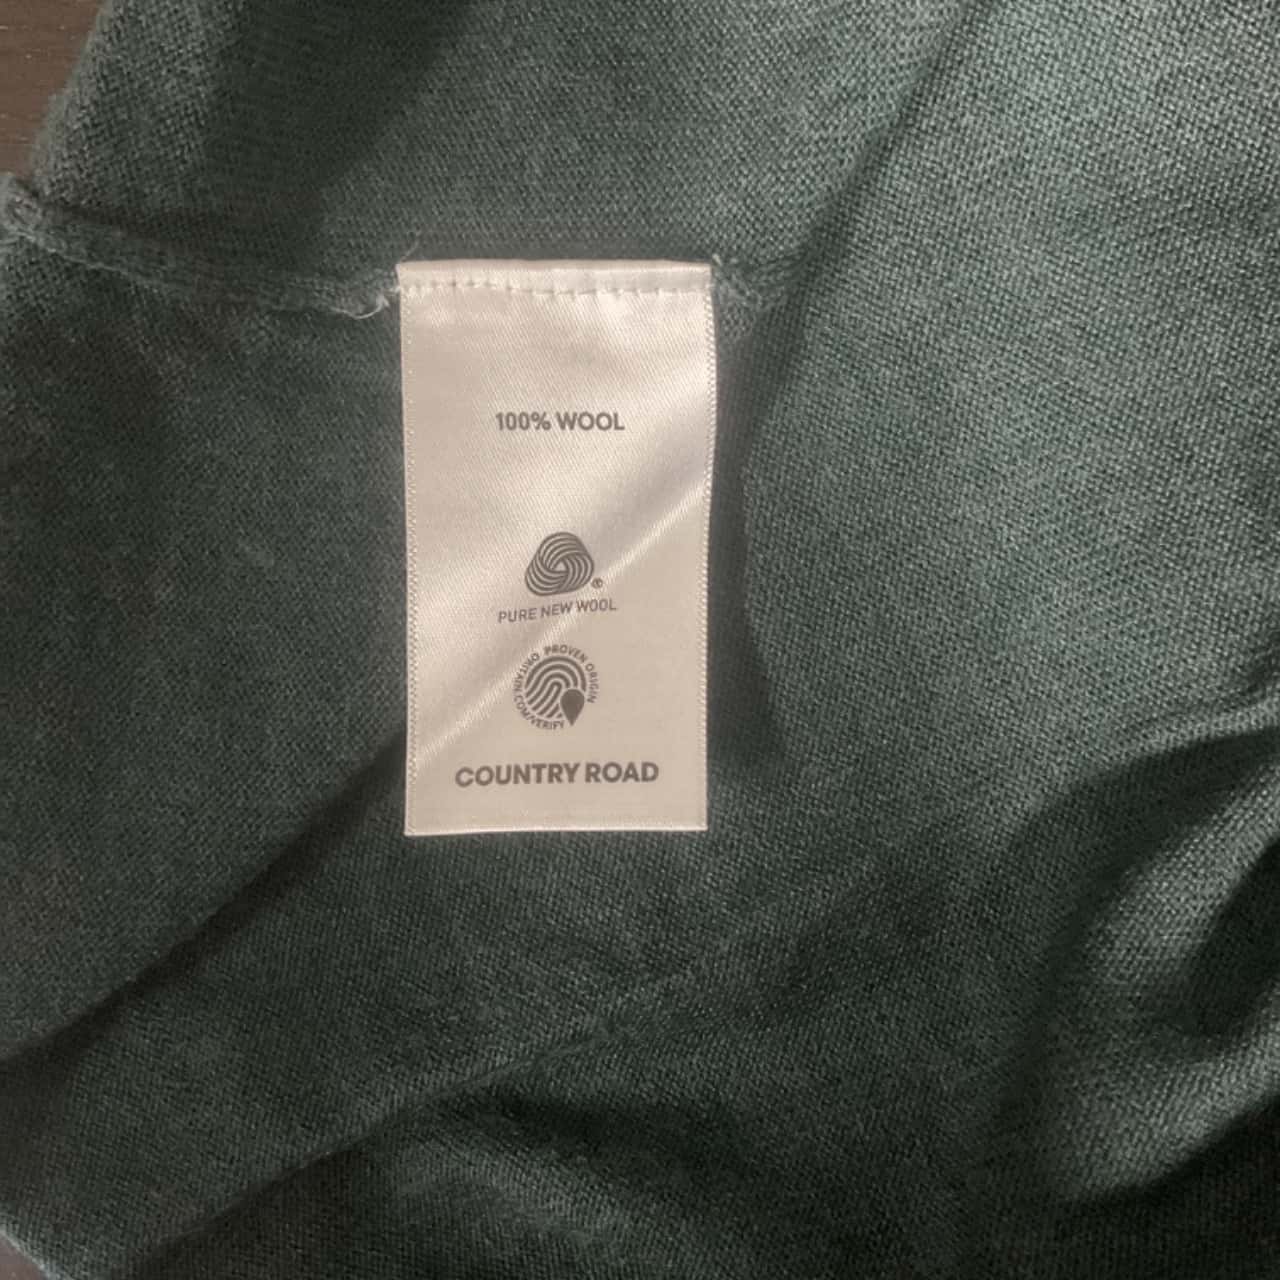 100% WOOL
®
PURE NEW WOOL
ORITAIN.COM/VERIFY PROVEN ORIGIN
COUNTRY ROAD